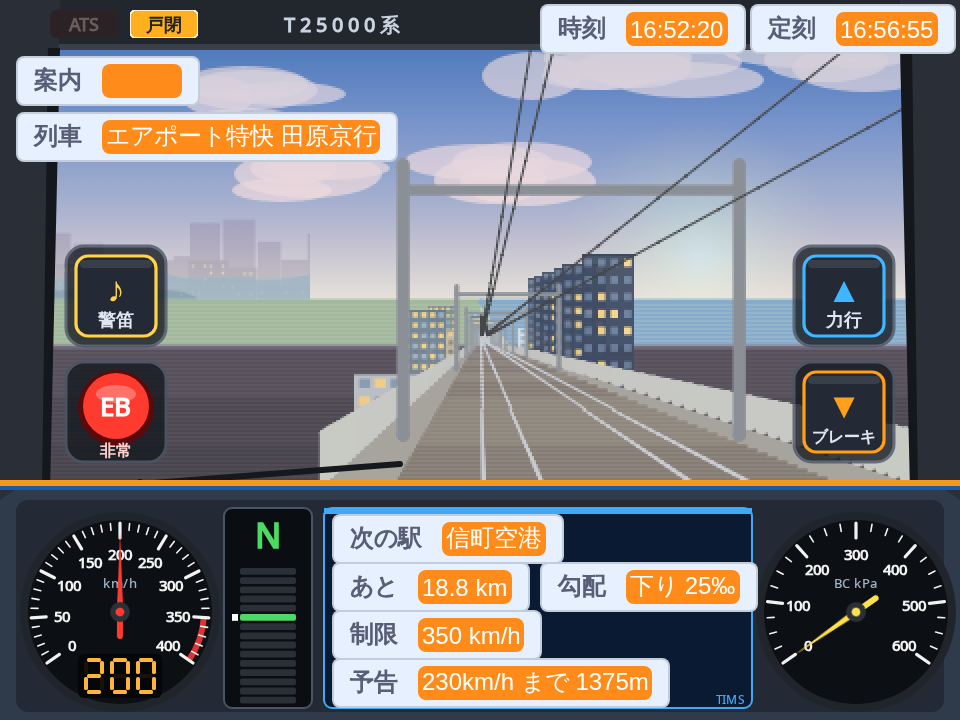 ATS 戸閉 T25000系 時刻 16:52:20 定刻 16:56:55
案内
列車 エアポート特快 田原京行
♪
警笛
▲
力行
EB
非常
▼
ブレーキ
0 50 100 150 200 250 300 350 400
km/h
200
N
次の駅 信町空港
あと 18.8 km 勾配 下り 25‰
制限 350 km/h
予告 230km/h まで 1375m
TIMS
0 100 200 300 400 500 600
BC kPa